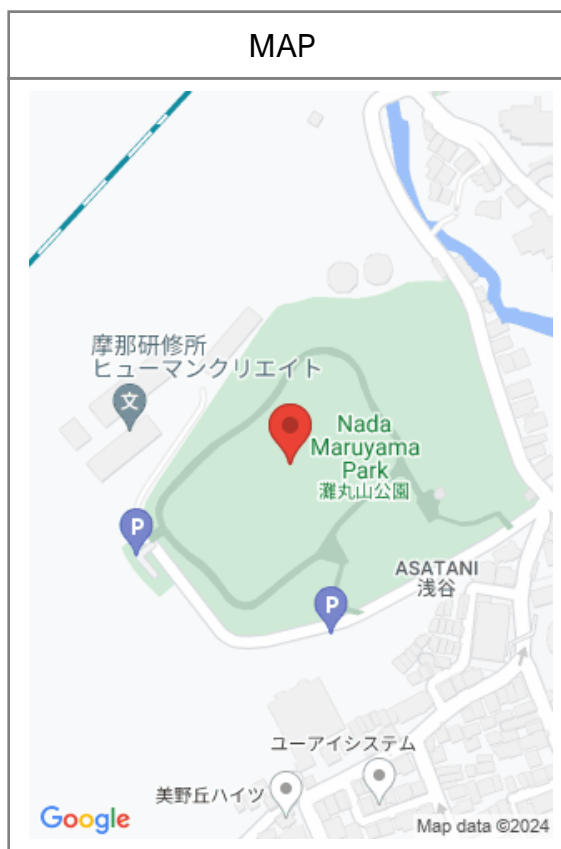 MAP
摩那研修所
ヒューマンクリエイト
文
Nada
Maruyama
Park
灘丸山公園
P
P
ASATANI
浅谷
ユーアイシステム
美野丘ハイツ
Google
Map data ©2024